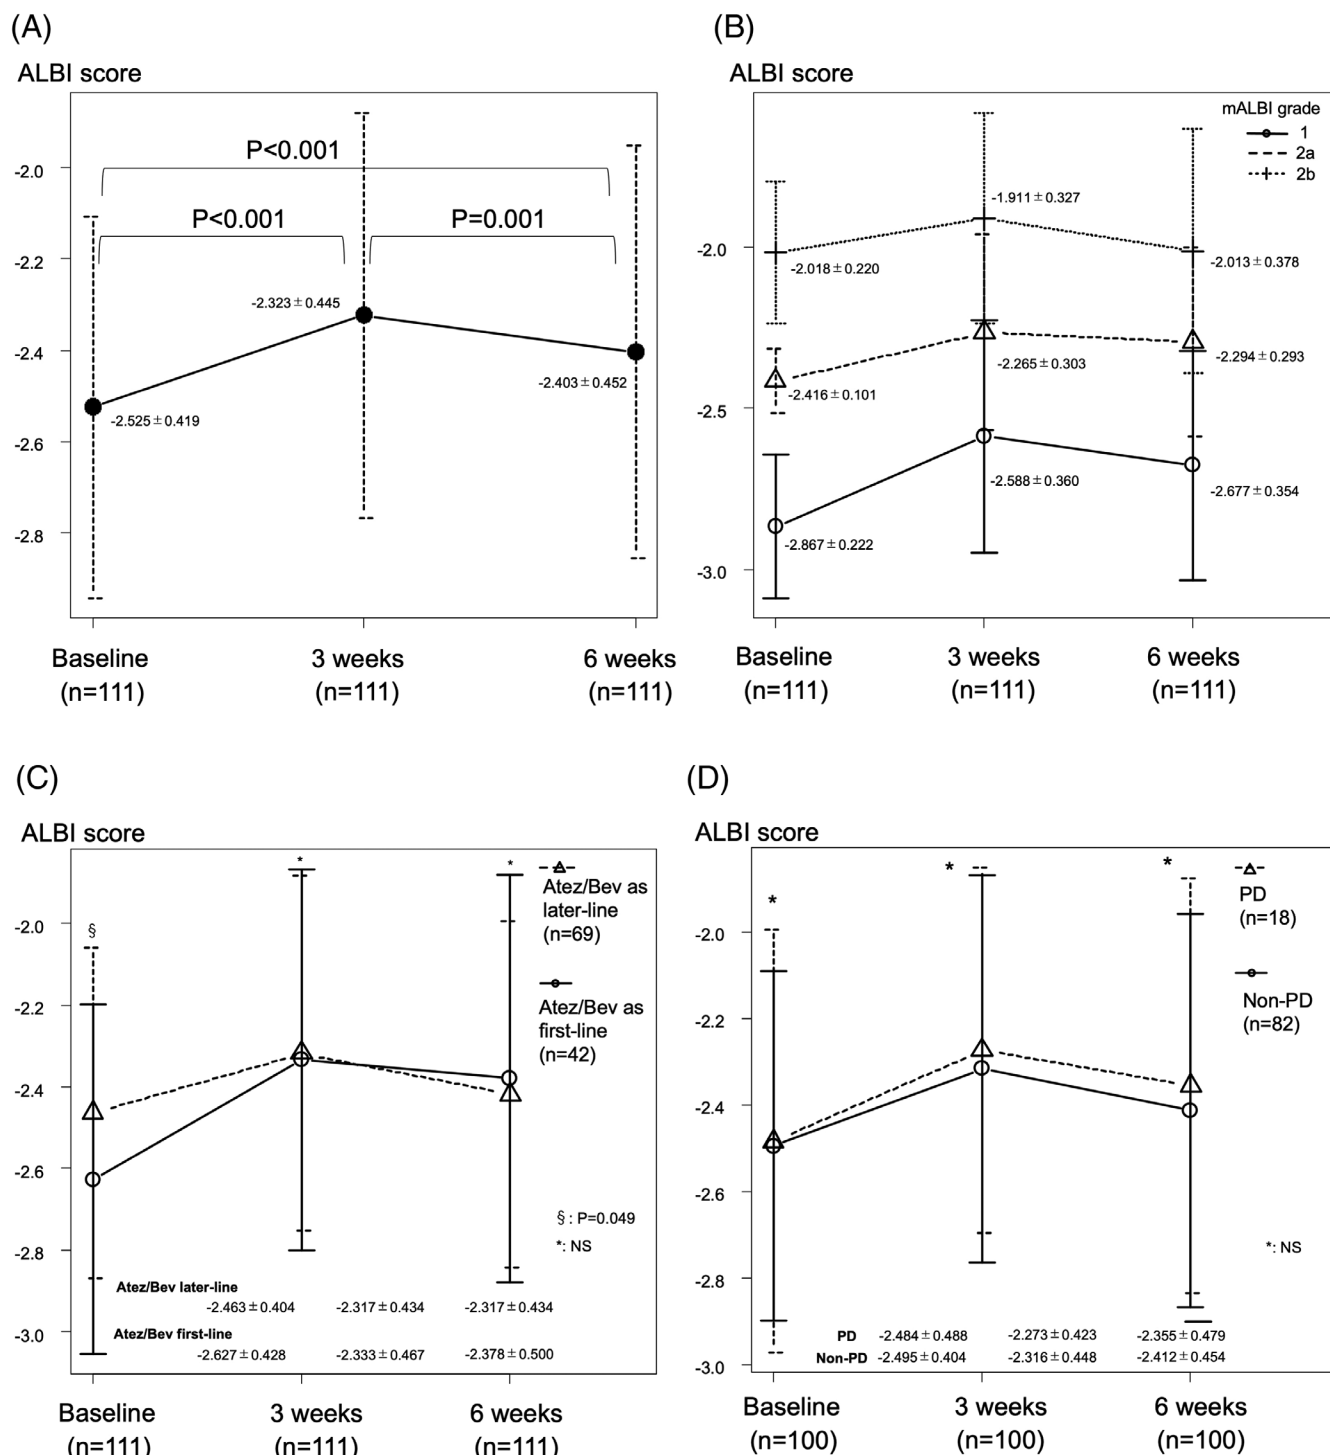 (A)
ALBI score
P<0.001
P<0.001
P=0.001
-2.0
-2.2
-2.4
-2.6
-2.8
-2.525±0.419
-2.323±0.445
-2.403±0.452
Baseline
(n=111)
3 weeks
(n=111)
6 weeks
(n=111)
(B)
ALBI score
mALBI grade
1
2a
2b
-2.0
-2.5
-3.0
-1.911±0.327
-2.018±0.220
-2.013±0.378
-2.265±0.303
-2.294±0.293
-2.416±0.101
-2.588±0.360
-2.677±0.354
-2.867±0.222
Baseline
(n=111)
3 weeks
(n=111)
6 weeks
(n=111)
(C)
ALBI score
§
*
*
Atez/Bev as
later-line
(n=69)
Atez/Bev as
first-line
(n=42)
-2.0
-2.2
-2.4
-2.6
-2.8
-3.0
§: P=0.049
*: NS
Atez/Bev later-line
-2.463±0.404 -2.317±0.434 -2.317±0.434
Atez/Bev first-line
-2.627±0.428 -2.333±0.467 -2.378±0.500
Baseline
(n=111)
3 weeks
(n=111)
6 weeks
(n=111)
(D)
ALBI score
*
*
*
PD
(n=18)
Non-PD
(n=82)
-2.0
-2.2
-2.4
-2.6
-2.8
-3.0
*: NS
PD -2.484±0.488 -2.273±0.423 -2.355±0.479
Non-PD -2.495±0.404 -2.316±0.448 -2.412±0.454
Baseline
(n=100)
3 weeks
(n=100)
6 weeks
(n=100)